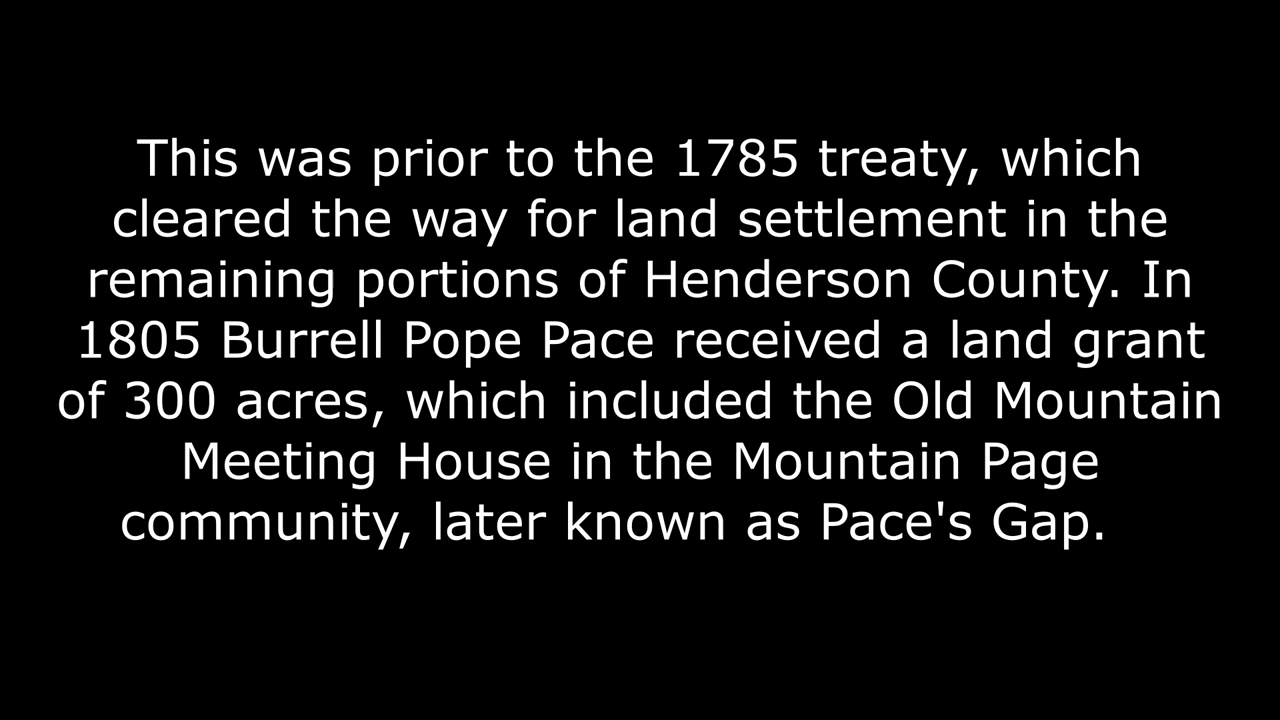 This was prior to the 1785 treaty, which
cleared the way for land settlement in the
remaining portions of Henderson County. In
1805 Burrell Pope Pace received a land grant
of 300 acres, which included the Old Mountain
Meeting House in the Mountain Page
community, later known as Pace's Gap.